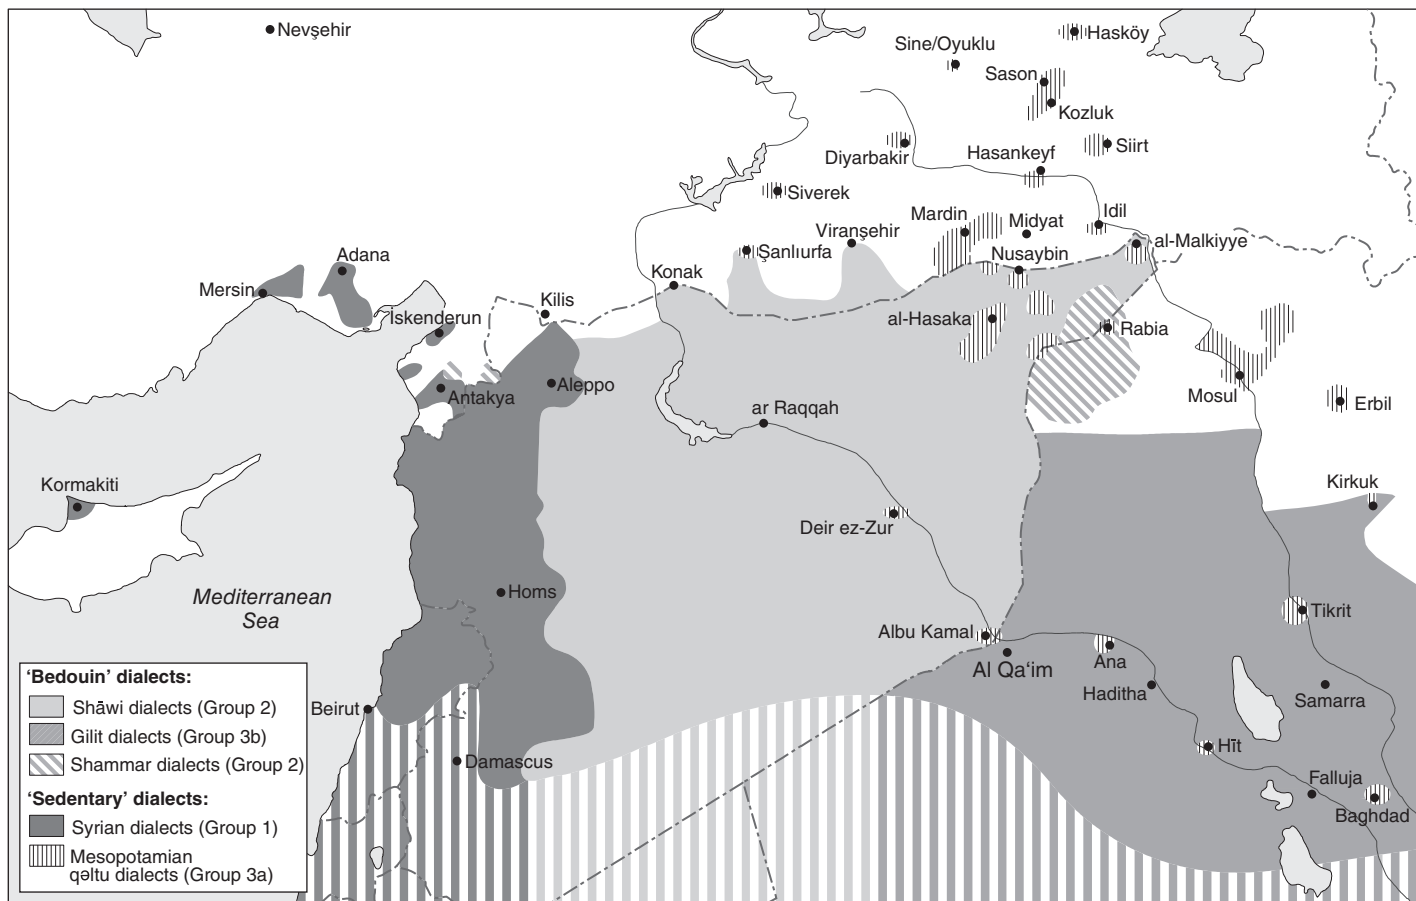 Nevşehir
Hasköy
Sine/Oyuklu
Sason
Kozluk
Diyarbakir
Hasankeyf
Siirt
Siverek
Mardin
Midyat
Idil
Viranşehir
Şanlıurfa
Nusaybin
al-Malkiyye
Adana
Mersin
Konak
Kilis
İskenderun
al-Hasaka
Rabia
Aleppo
Antakya
Mosul
Erbil
ar Raqqah
Kormakiti
Kirkuk
Deir ez-Zur
Homs
Mediterranean
Sea
Tikrit
Albu Kamal
Al Qa‘im
Ana
Haditha
Samarra
Beirut
Hīt
Damascus
Falluja
Baghdad
‘Bedouin’ dialects:
Shāwi dialects (Group 2)
Gilit dialects (Group 3b)
Shammar dialects (Group 2)
‘Sedentary’ dialects:
Syrian dialects (Group 1)
Mesopotamian
qəltu dialects (Group 3a)